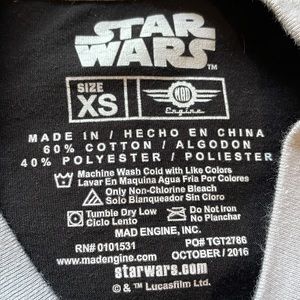 STAR
WARS™
SIZE
XS
MAD
Engine
MADE IN / HECHO EN CHINA
60% COTTON / ALGODON
40% POLYESTER / POLIESTER
Machine Wash Cold with Like Colors
Lavar En Maquina Agua Fria Por Colores
Only Non-Chlorine Bleach
Solo Blanqueador Sin Cloro
Tumble Dry Low
Ciclo Lento
Do Not Iron
No Planchar
MAD ENGINE, INC.
RN# 0101531
PO# TGT2786
www.madengine.com
OCTOBER / 2016
starwars.com
© & ™ Lucasfilm Ltd.